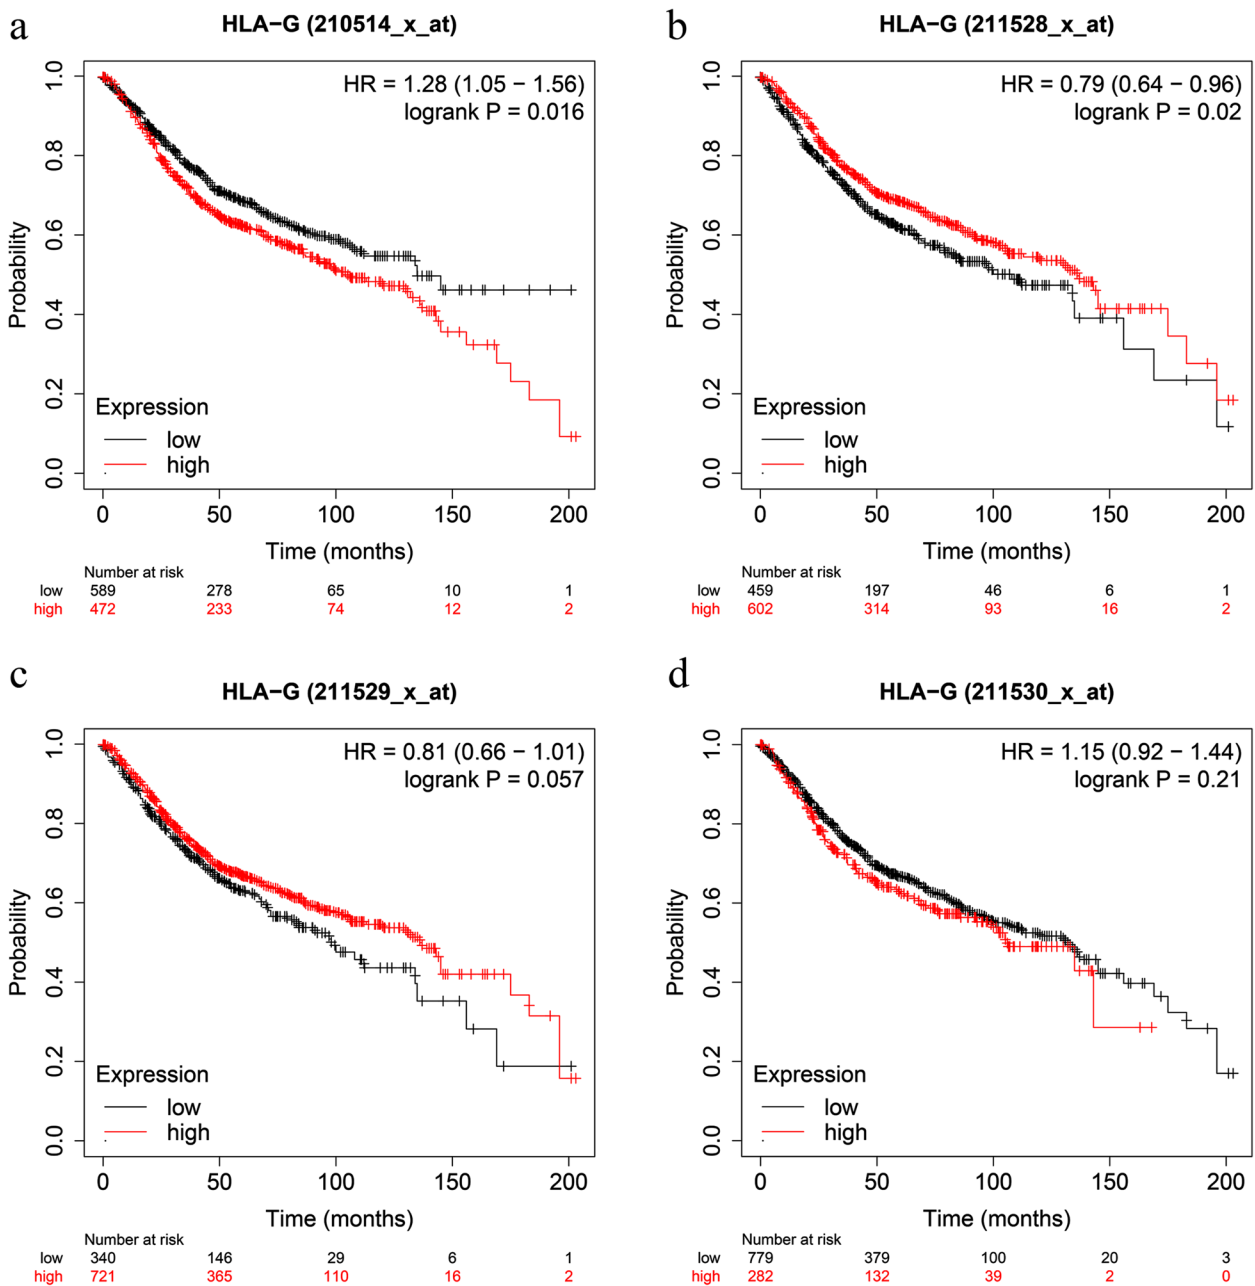 a
HLA−G (210514_x_at)
HR = 1.28 (1.05 − 1.56)
logrank P = 0.016
Probability
1.0
0.8
0.6
0.4
0.2
0.0
Expression
low
high
0 50 100 150 200
Time (months)
Number at risk
low 589 278 65 10 1
high 472 233 74 12 2
b
HLA−G (211528_x_at)
HR = 0.79 (0.64 − 0.96)
logrank P = 0.02
Probability
1.0
0.8
0.6
0.4
0.2
0.0
Expression
low
high
0 50 100 150 200
Time (months)
Number at risk
low 459 197 46 6 1
high 602 314 93 16 2
c
HLA−G (211529_x_at)
HR = 0.81 (0.66 − 1.01)
logrank P = 0.057
Probability
1.0
0.8
0.6
0.4
0.2
0.0
Expression
low
high
0 50 100 150 200
Time (months)
Number at risk
low 340 146 29 6 1
high 721 365 110 16 2
d
HLA−G (211530_x_at)
HR = 1.15 (0.92 − 1.44)
logrank P = 0.21
Probability
1.0
0.8
0.6
0.4
0.2
0.0
Expression
low
high
0 50 100 150 200
Time (months)
Number at risk
low 779 379 100 20 3
high 282 132 39 2 0